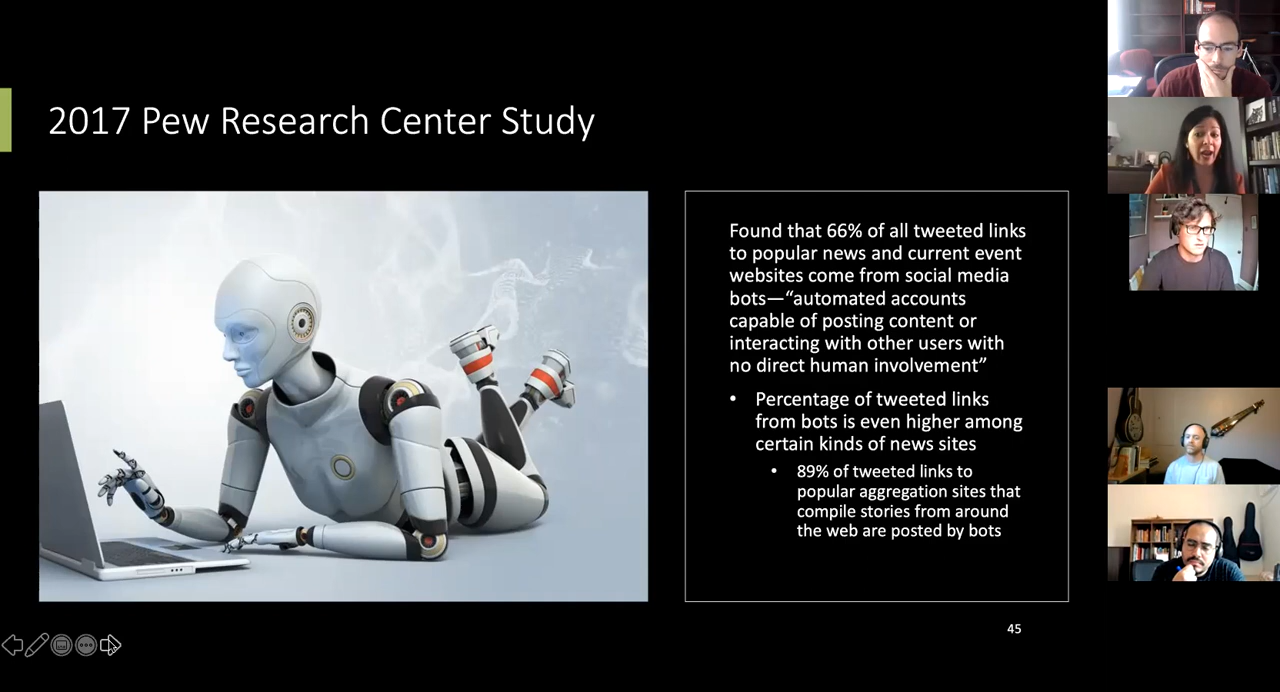 2017 Pew Research Center Study
Found that 66% of all tweeted links
to popular news and current event
websites come from social media
bots—“automated accounts
capable of posting content or
interacting with other users with
no direct human involvement”
• Percentage of tweeted links
from bots is even higher among
certain kinds of news sites
• 89% of tweeted links to
popular aggregation sites that
compile stories from around
the web are posted by bots
45